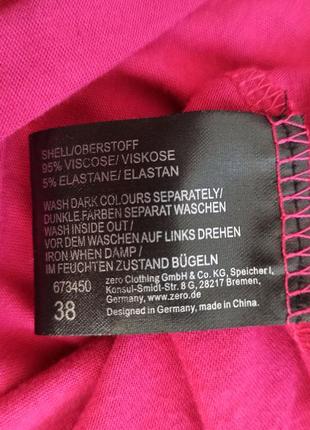 SHELL/OBERSTOFF
95% VISCOSE/ VISKOSE
5% ELASTANE/ ELASTAN
WASH DARK COLOURS SEPARATELY/
DUNKLE FARBEN SEPARAT WASCHEN
WASH INSIDE OUT /
VOR DEM WASCHEN AUF LINKS DREHEN
IRON WHEN DAMP /
IM FEUCHTEN ZUSTAND BÜGELN
673450
38
zero Clothing GmbH & Co. KG, Speicher I,
Konsul-Smidt-Str. 8 G, 28217 Bremen,
Germany, www.zero.de.
Designed in Germany, made in China.